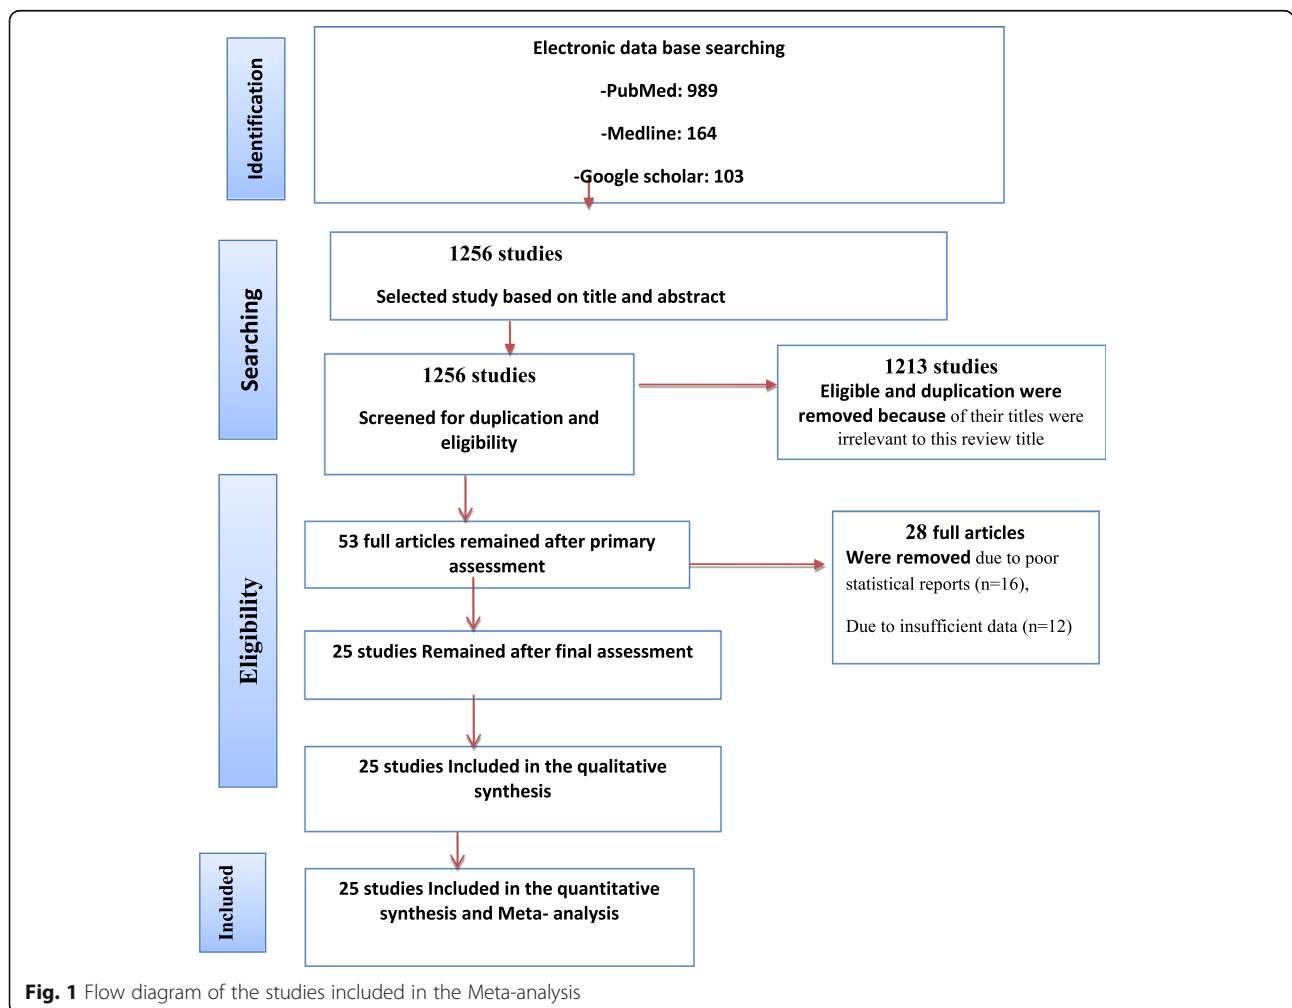 Identification
Electronic data base searching
-PubMed: 989
-Medline: 164
-Google scholar: 103
Searching
1256 studies
Selected study based on title and abstract
1256 studies
Screened for duplication and
eligibility
1213 studies
Eligible and duplication were
removed because of their titles were
irrelevant to this review title
Eligibility
53 full articles remained after primary
assessment
28 full articles
Were removed due to poor
statistical reports (n=16),
Due to insufficient data (n=12)
25 studies Remained after final assessment
25 studies Included in the qualitative
synthesis
Included
25 studies Included in the quantitative
synthesis and Meta- analysis
Fig. 1 Flow diagram of the studies included in the Meta-analysis